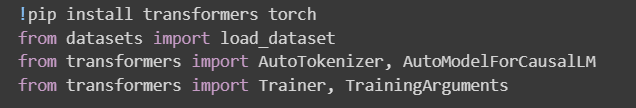 !pip install transformers torch
from datasets import load_dataset
from transformers import AutoTokenizer, AutoModelForCausalLM
from transformers import Trainer, TrainingArguments